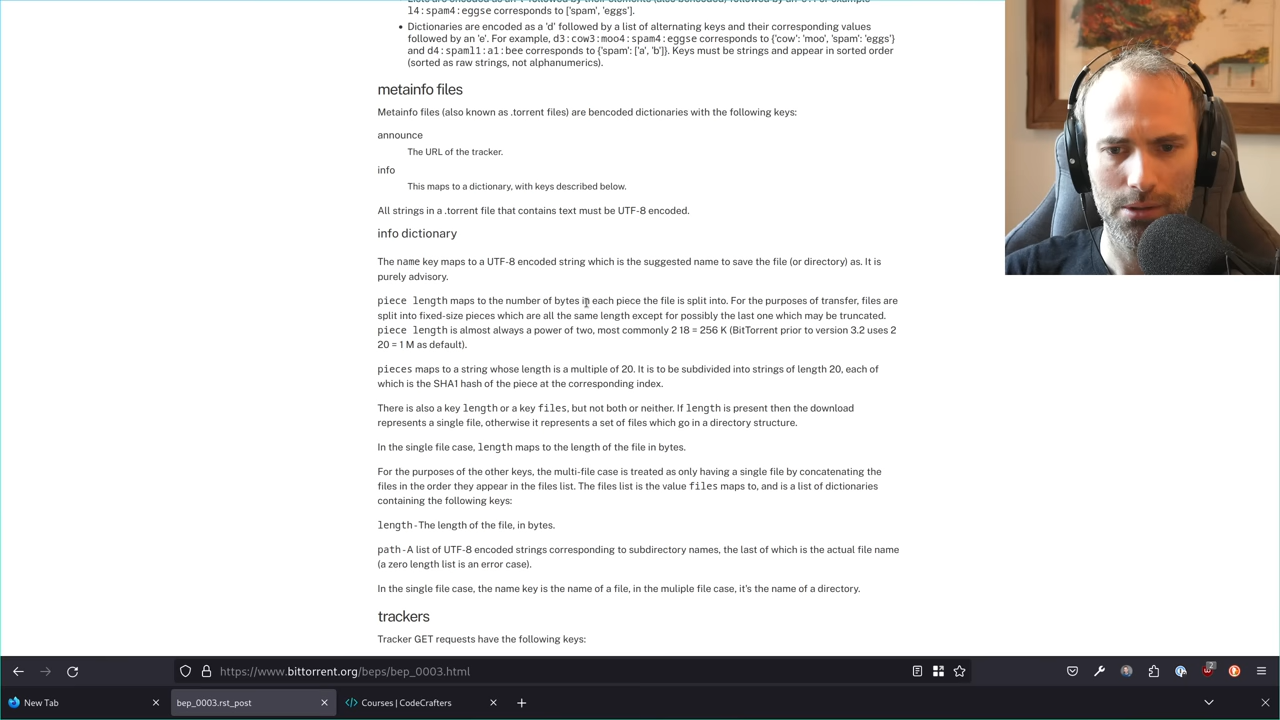 l4:spam4:eggse corresponds to ['spam', 'eggs'].
• Dictionaries are encoded as a 'd' followed by a list of alternating keys and their corresponding values
followed by an 'e'. For example, d3:cow3:moo4:spam4:eggse corresponds to {'cow': 'moo', 'spam': 'eggs'}
and d4:spaml1:a1:bee corresponds to {'spam': ['a', 'b']}. Keys must be strings and appear in sorted order
(sorted as raw strings, not alphanumerics).
metainfo files
Metainfo files (also known as .torrent files) are bencoded dictionaries with the following keys:
announce
The URL of the tracker.
info
This maps to a dictionary, with keys described below.
All strings in a .torrent file that contains text must be UTF-8 encoded.
info dictionary
The name key maps to a UTF-8 encoded string which is the suggested name to save the file (or directory) as. It is
purely advisory.
piece length maps to the number of bytes in each piece the file is split into. For the purposes of transfer, files are
split into fixed-size pieces which are all the same length except for possibly the last one which may be truncated.
piece length is almost always a power of two, most commonly 2 18 = 256 K (BitTorrent prior to version 3.2 uses 2
20 = 1 M as default).
pieces maps to a string whose length is a multiple of 20. It is to be subdivided into strings of length 20, each of
which is the SHA1 hash of the piece at the corresponding index.
There is also a key length or a key files, but not both or neither. If length is present then the download
represents a single file, otherwise it represents a set of files which go in a directory structure.
In the single file case, length maps to the length of the file in bytes.
For the purposes of the other keys, the multi-file case is treated as only having a single file by concatenating the
files in the order they appear in the files list. The files list is the value files maps to, and is a list of dictionaries
containing the following keys:
length - The length of the file, in bytes.
path - A list of UTF-8 encoded strings corresponding to subdirectory names, the last of which is the actual file name
(a zero length list is an error case).
In the single file case, the name key is the name of a file, in the muliple file case, it's the name of a directory.
trackers
Tracker GET requests have the following keys:
https://www.bittorrent.org/beps/bep_0003.html
2
New Tab
bep_0003.rst_post
Courses | CodeCrafters